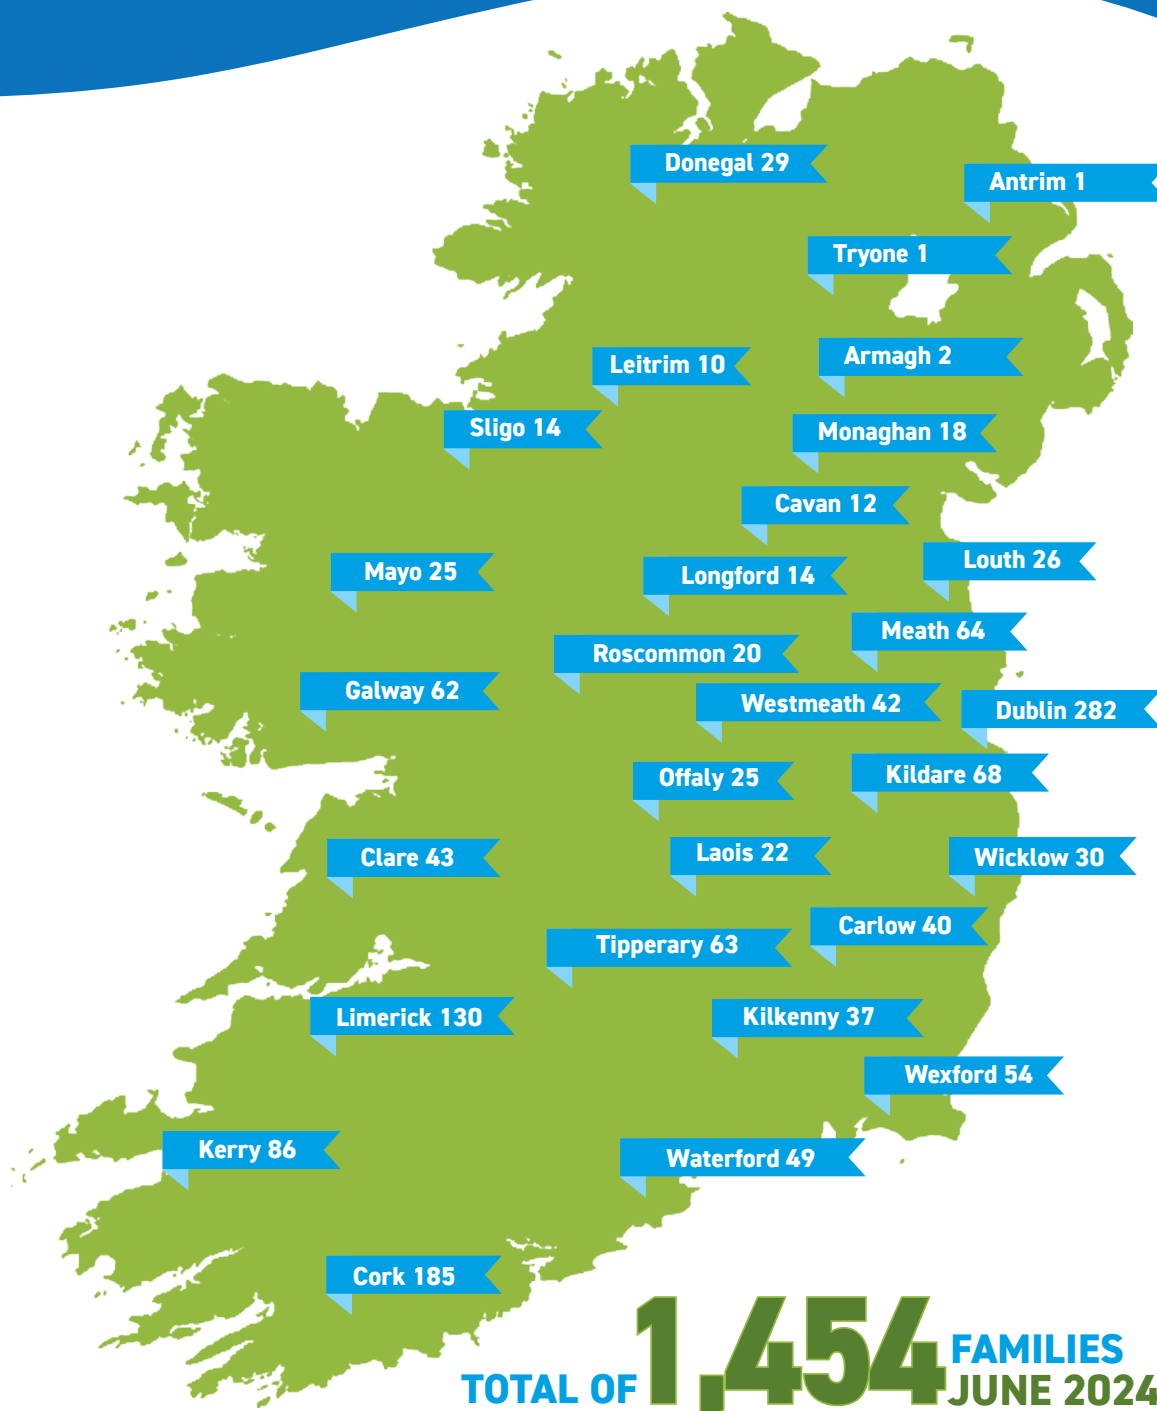 Donegal 29
Antrim 1
Tryone 1
Armagh 2
Leitrim 10
Sligo 14
Monaghan 18
Cavan 12
Louth 26
Mayo 25
Longford 14
Meath 64
Roscommon 20
Galway 62
Westmeath 42
Dublin 282
Offaly 25
Kildare 68
Clare 43
Laois 22
Wicklow 30
Carlow 40
Tipperary 63
Limerick 130
Kilkenny 37
Wexford 54
Kerry 86
Waterford 49
Cork 185
TOTAL OF 1,454 FAMILIES
JUNE 2024